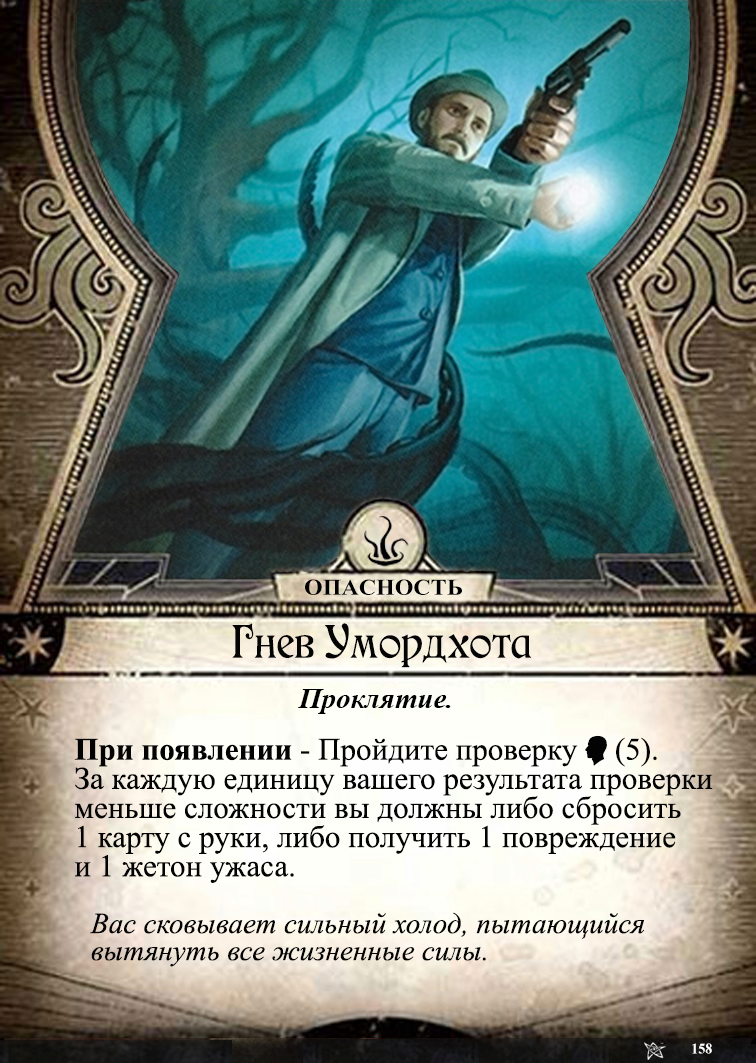 ОПАСНОСТЬ
Гнев Умордхота
Проклятие.
При появлении - Пройдите проверку (5).
За каждую единицу вашего результата проверки
меньше сложности вы должны либо сбросить
1 карту с руки, либо получить 1 повреждение
и 1 жетон ужаса.
Вас сковывает сильный холод, пытающийся
вытянуть все жизненные силы.
158